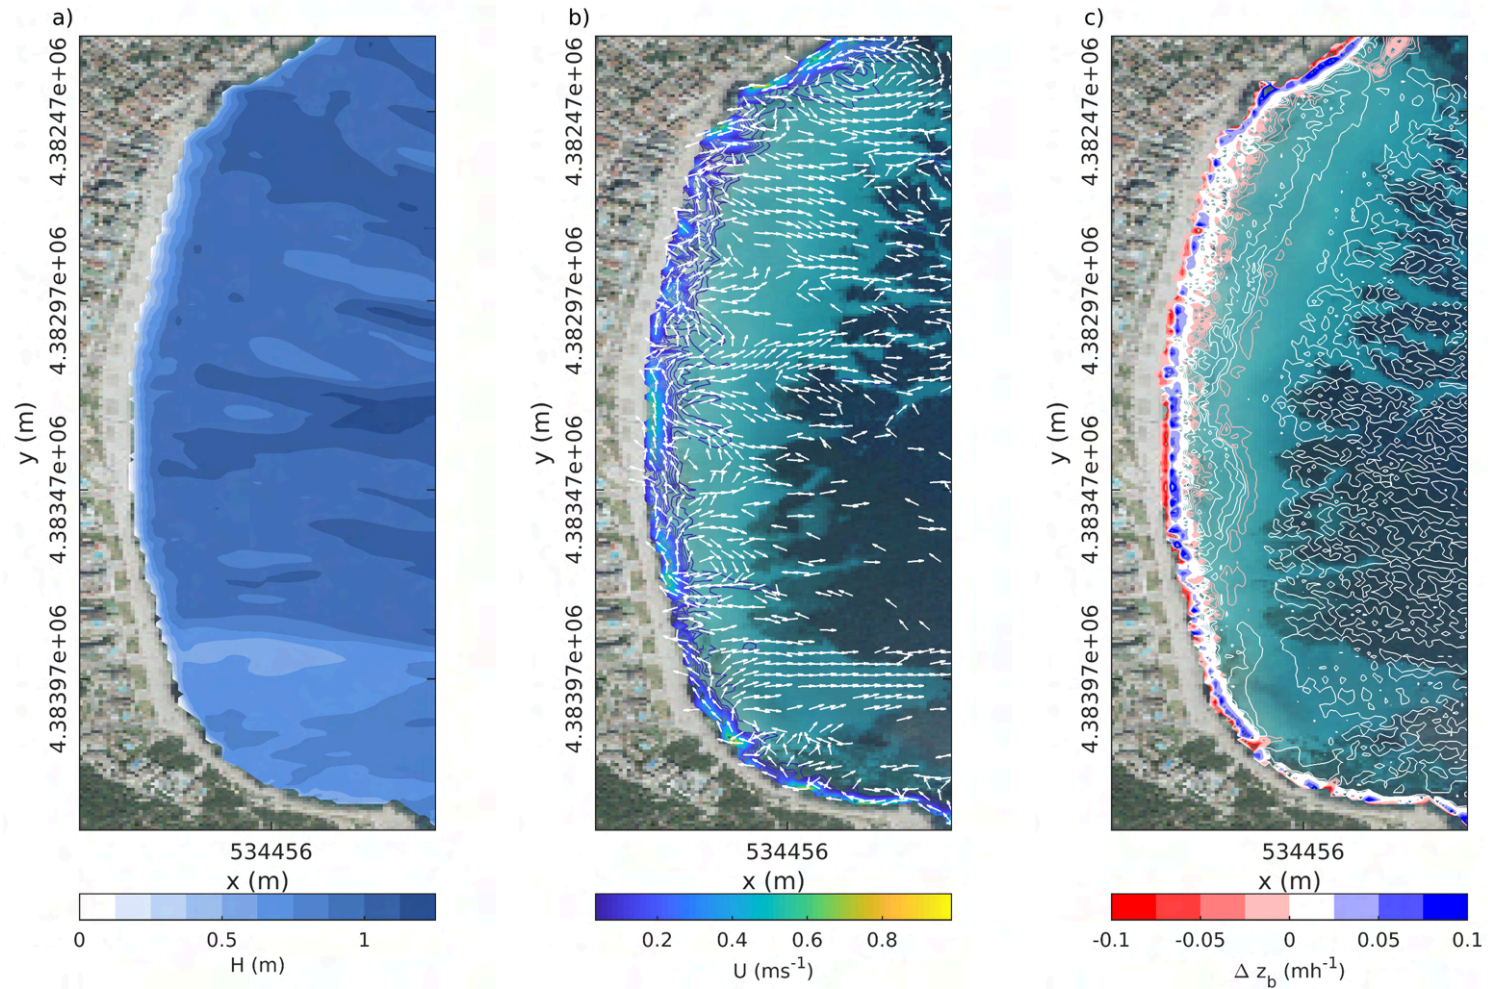 a)
4.38247e+06
4.38297e+06
4.38347e+06
4.38397e+06
y (m)
534456
x (m)
0 0.5 1
H (m)
b)
4.38247e+06
4.38297e+06
4.38347e+06
4.38397e+06
y (m)
534456
x (m)
0.2 0.4 0.6 0.8
U (ms⁻¹)
c)
4.38247e+06
4.38297e+06
4.38347e+06
4.38397e+06
y (m)
534456
x (m)
-0.1 -0.05 0 0.05 0.1
Δ z_b (mh⁻¹)